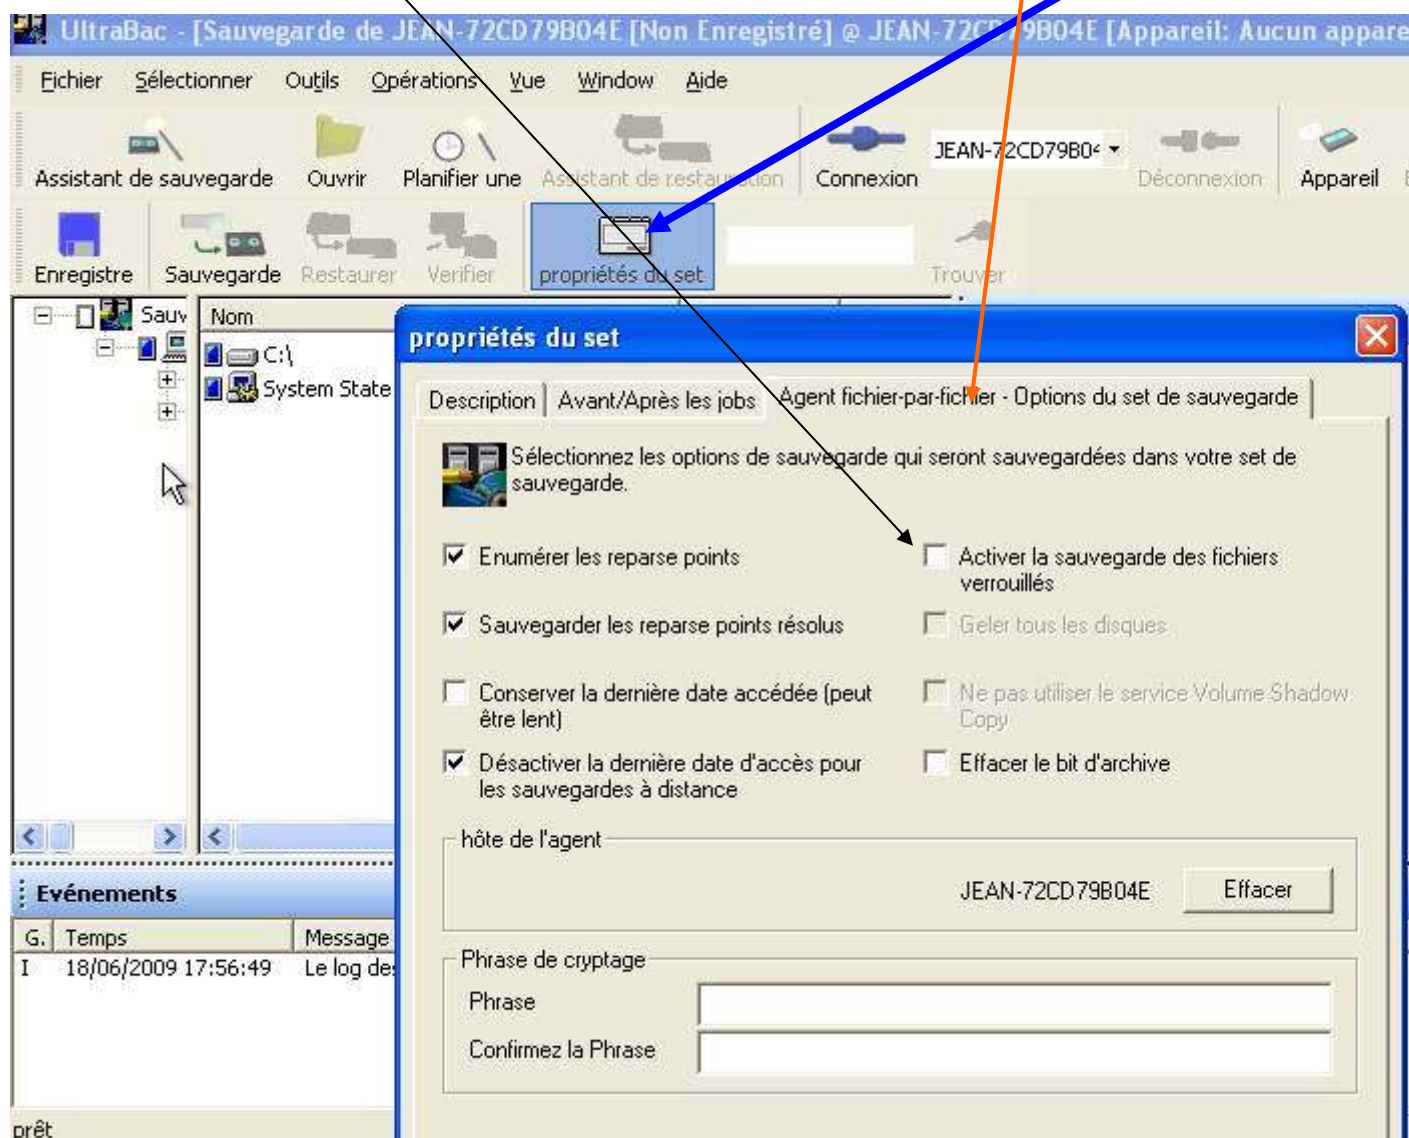 UltraBac - [Sauvegarde de JEAN-72CD79B04E [Non Enregistré] @ JEAN-72CD79B04E [Appareil: Aucun appare
Fichier Sélectionner Outils Opérations Vue Window Aide
Assistant de sauvegarde Ouvrir Planifier une Assistant de restauration Connexion JEAN-72CD79B04 Déconnexion Appareil
Enregistre Sauvegarde Restaurer Verifier propriétés du set Trouver
Sauv
Nom
C:\
System State
propriétés du set
Description Avant/Après les jobs Agent fichier-par-fichier - Options du set de sauvegarde
Sélectionnez les options de sauvegarde qui seront sauvegardées dans votre set de
sauvegarde.
Enumérer les reparse points
Activer la sauvegarde des fichiers
verrouillés
Sauvegarder les reparse points résolus
Geler tous les disques
Conserver la dernière date accédée (peut
être lent)
Ne pas utiliser le service Volume Shadow
Copy
Désactiver la dernière date d'accès pour
les sauvegardes à distance
Effacer le bit d'archive
hôte de l'agent
JEAN-72CD79B04E Effacer
Phrase de cryptage
Phrase
Confirmez la Phrase
Evénements
G. Temps Message
I 18/06/2009 17:56:49 Le log des
prêt